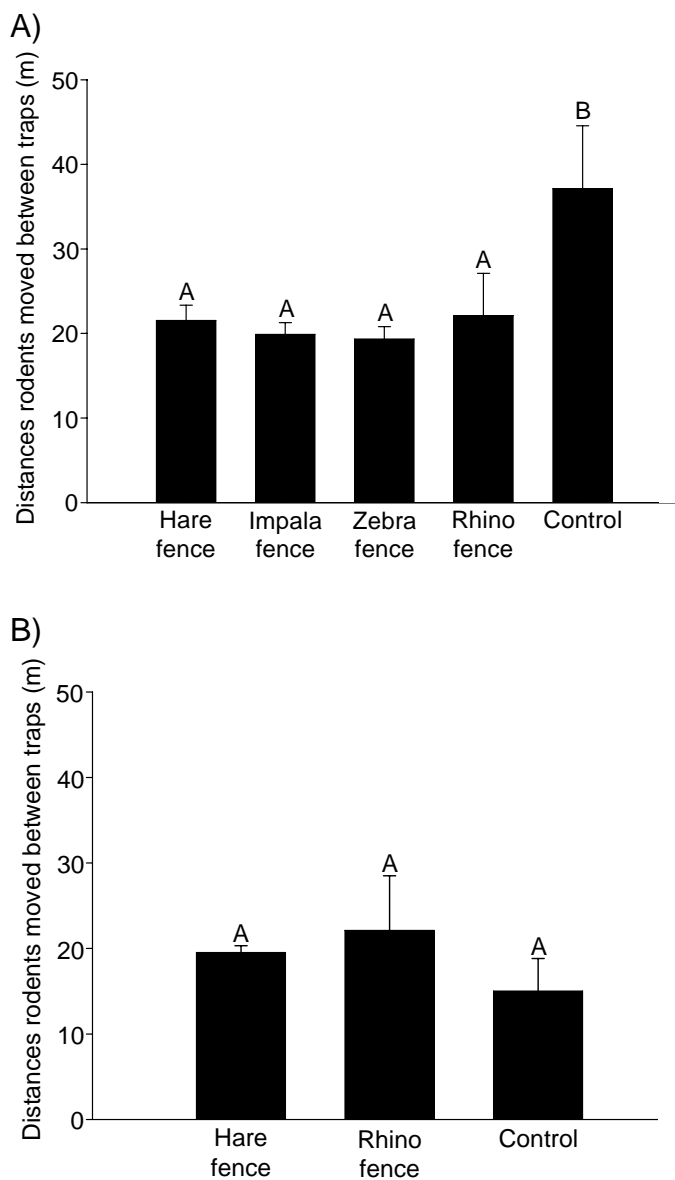 A)
Distances rodents moved between traps (m)
50
40
30
20
10
0
A
A
A
A
B
Hare
fence
Impala
fence
Zebra
fence
Rhino
fence
Control
B)
Distances rodents moved between traps (m)
50
40
30
20
10
0
A
A
A
Hare
fence
Rhino
fence
Control